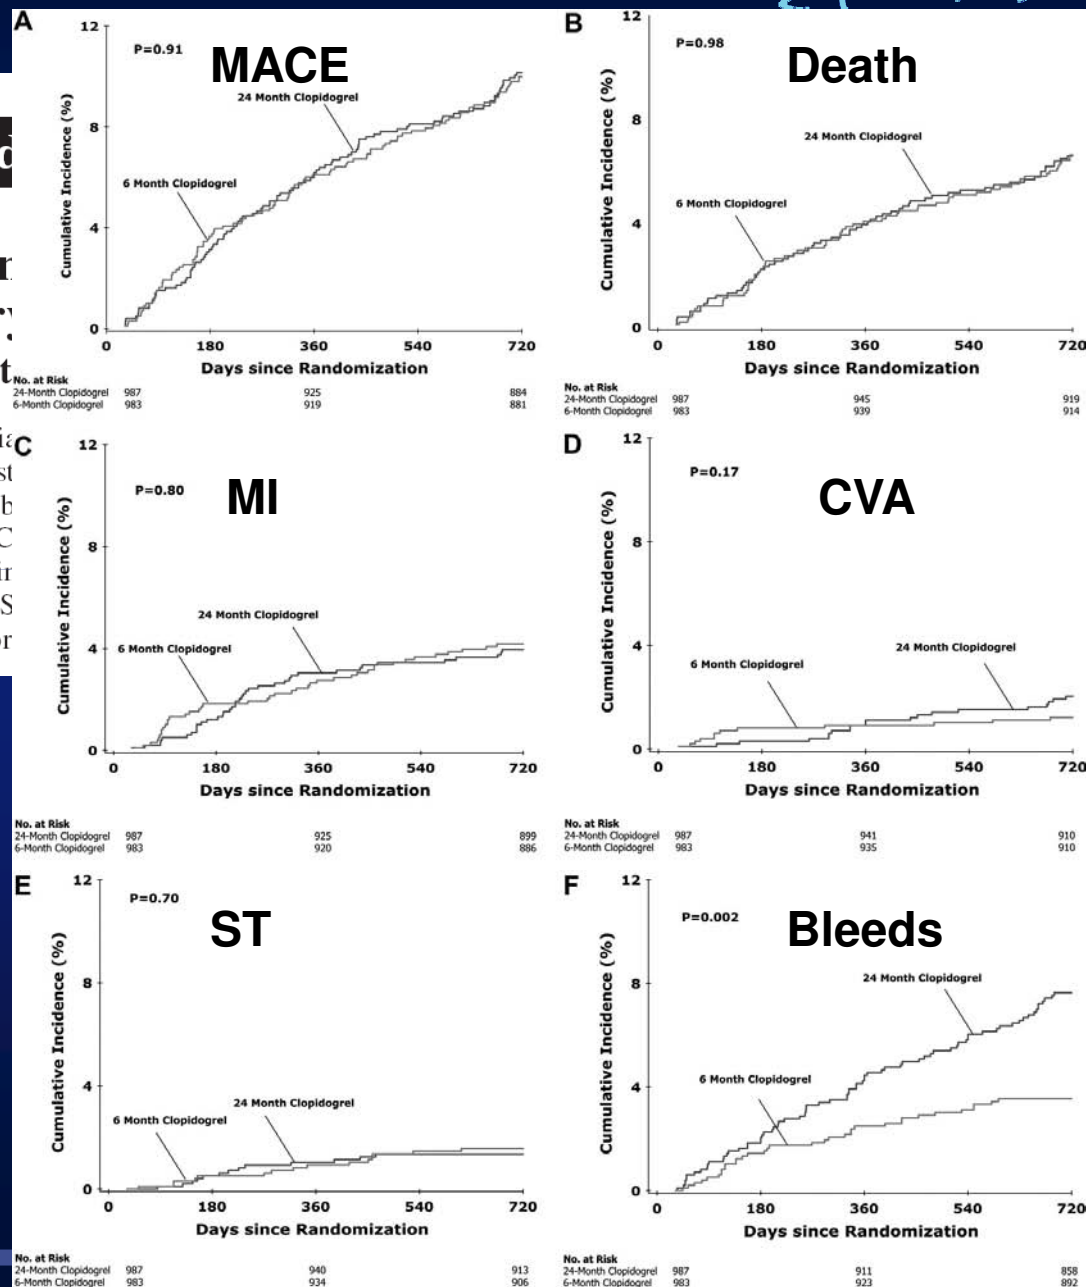 A
12
8
4
0
Cumulative Incidence (%)
P=0.91
MACE
24 Month Clopidogrel
6 Month Clopidogrel
0 180 360 540 720
Days since Randomization
No. at Risk
24-Month Clopidogrel 987 925 884
6-Month Clopidogrel 983 919 881
B
12
8
4
0
Cumulative Incidence (%)
P=0.98
Death
24 Month Clopidogrel
6 Month Clopidogrel
0 180 360 540 720
Days since Randomization
No. at Risk
24-Month Clopidogrel 987 945 919
6-Month Clopidogrel 983 939 914
C
12
8
4
0
Cumulative Incidence (%)
P=0.80
MI
24 Month Clopidogrel
6 Month Clopidogrel
0 180 360 540 720
Days since Randomization
No. at Risk
24-Month Clopidogrel 987 925 899
6-Month Clopidogrel 983 920 886
D
12
8
4
0
Cumulative Incidence (%)
P=0.17
CVA
24 Month Clopidogrel
6 Month Clopidogrel
0 180 360 540 720
Days since Randomization
No. at Risk
24-Month Clopidogrel 987 941 910
6-Month Clopidogrel 983 935 910
E
12
8
4
0
Cumulative Incidence (%)
P=0.70
ST
24 Month Clopidogrel
6 Month Clopidogrel
0 180 360 540 720
Days since Randomization
No. at Risk
24-Month Clopidogrel 987 940 913
6-Month Clopidogrel 983 934 906
F
12
8
4
0
Cumulative Incidence (%)
P=0.002
Bleeds
24 Month Clopidogrel
6 Month Clopidogrel
0 180 360 540 720
Days since Randomization
No. at Risk
24-Month Clopidogrel 987 911 858
6-Month Clopidogrel 983 923 892